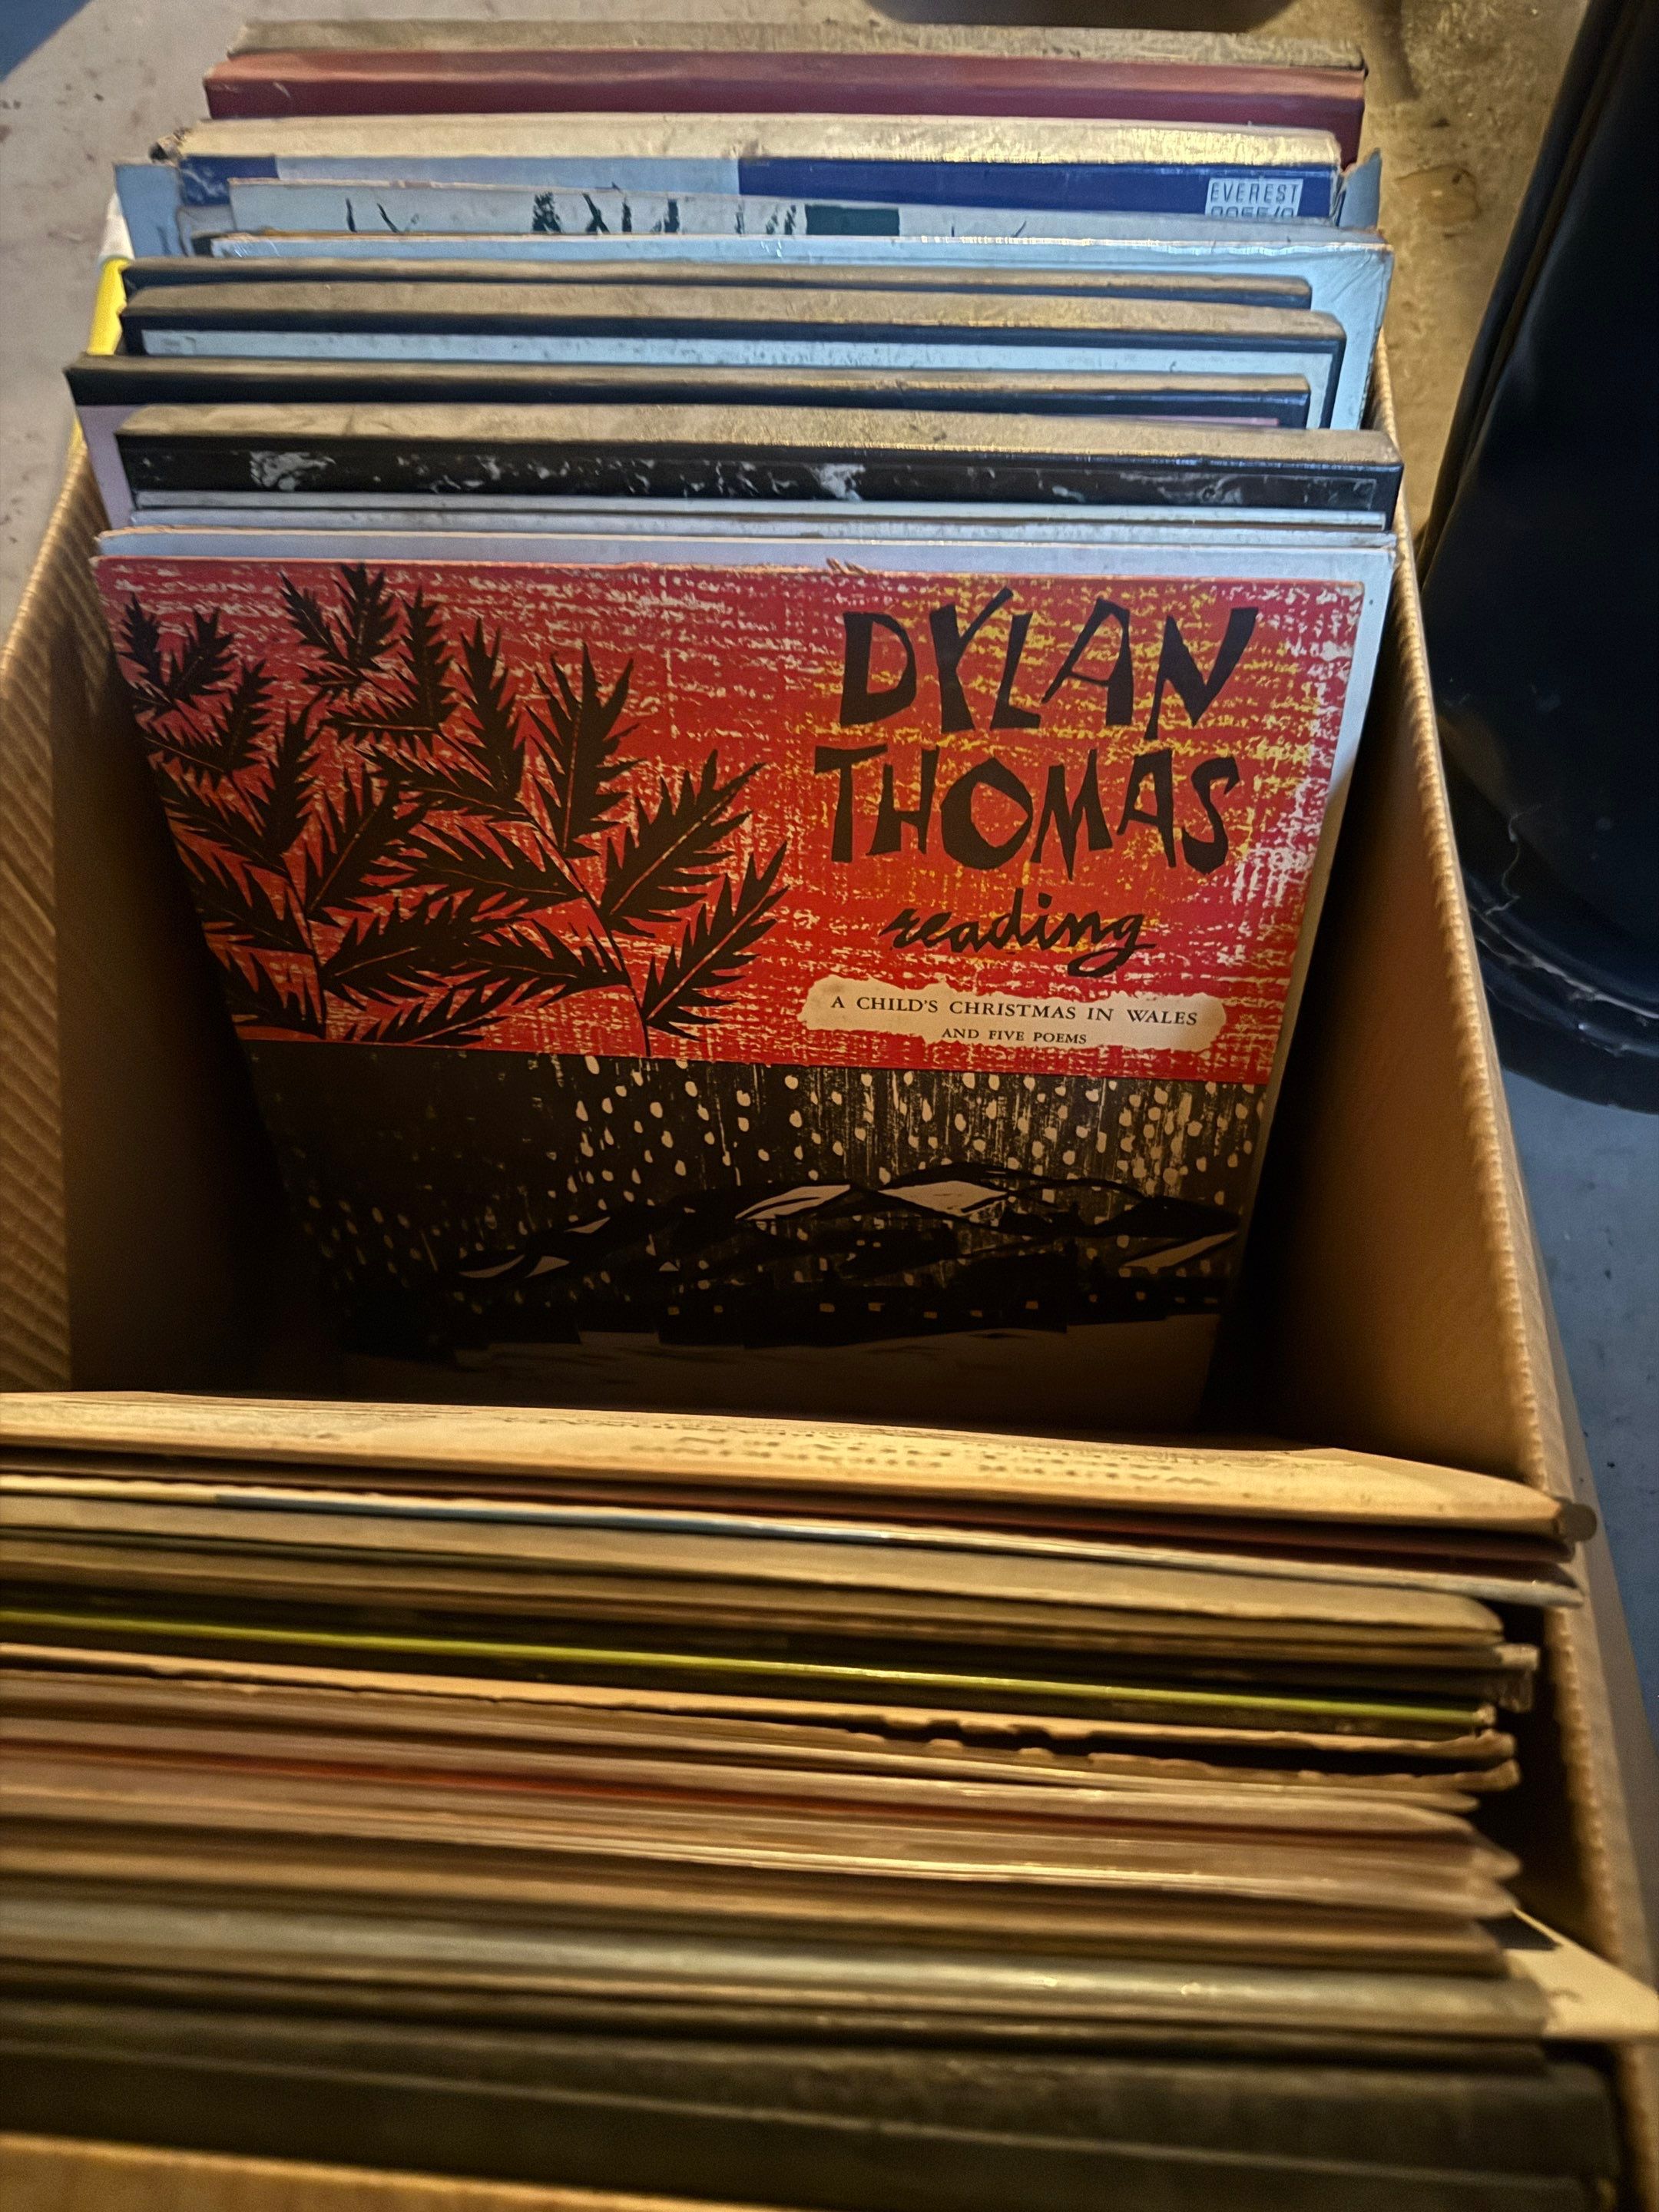 EVEREST
DYLAN
THOMAS
reading
A CHILD'S CHRISTMAS IN WALES
AND FIVE POEMS